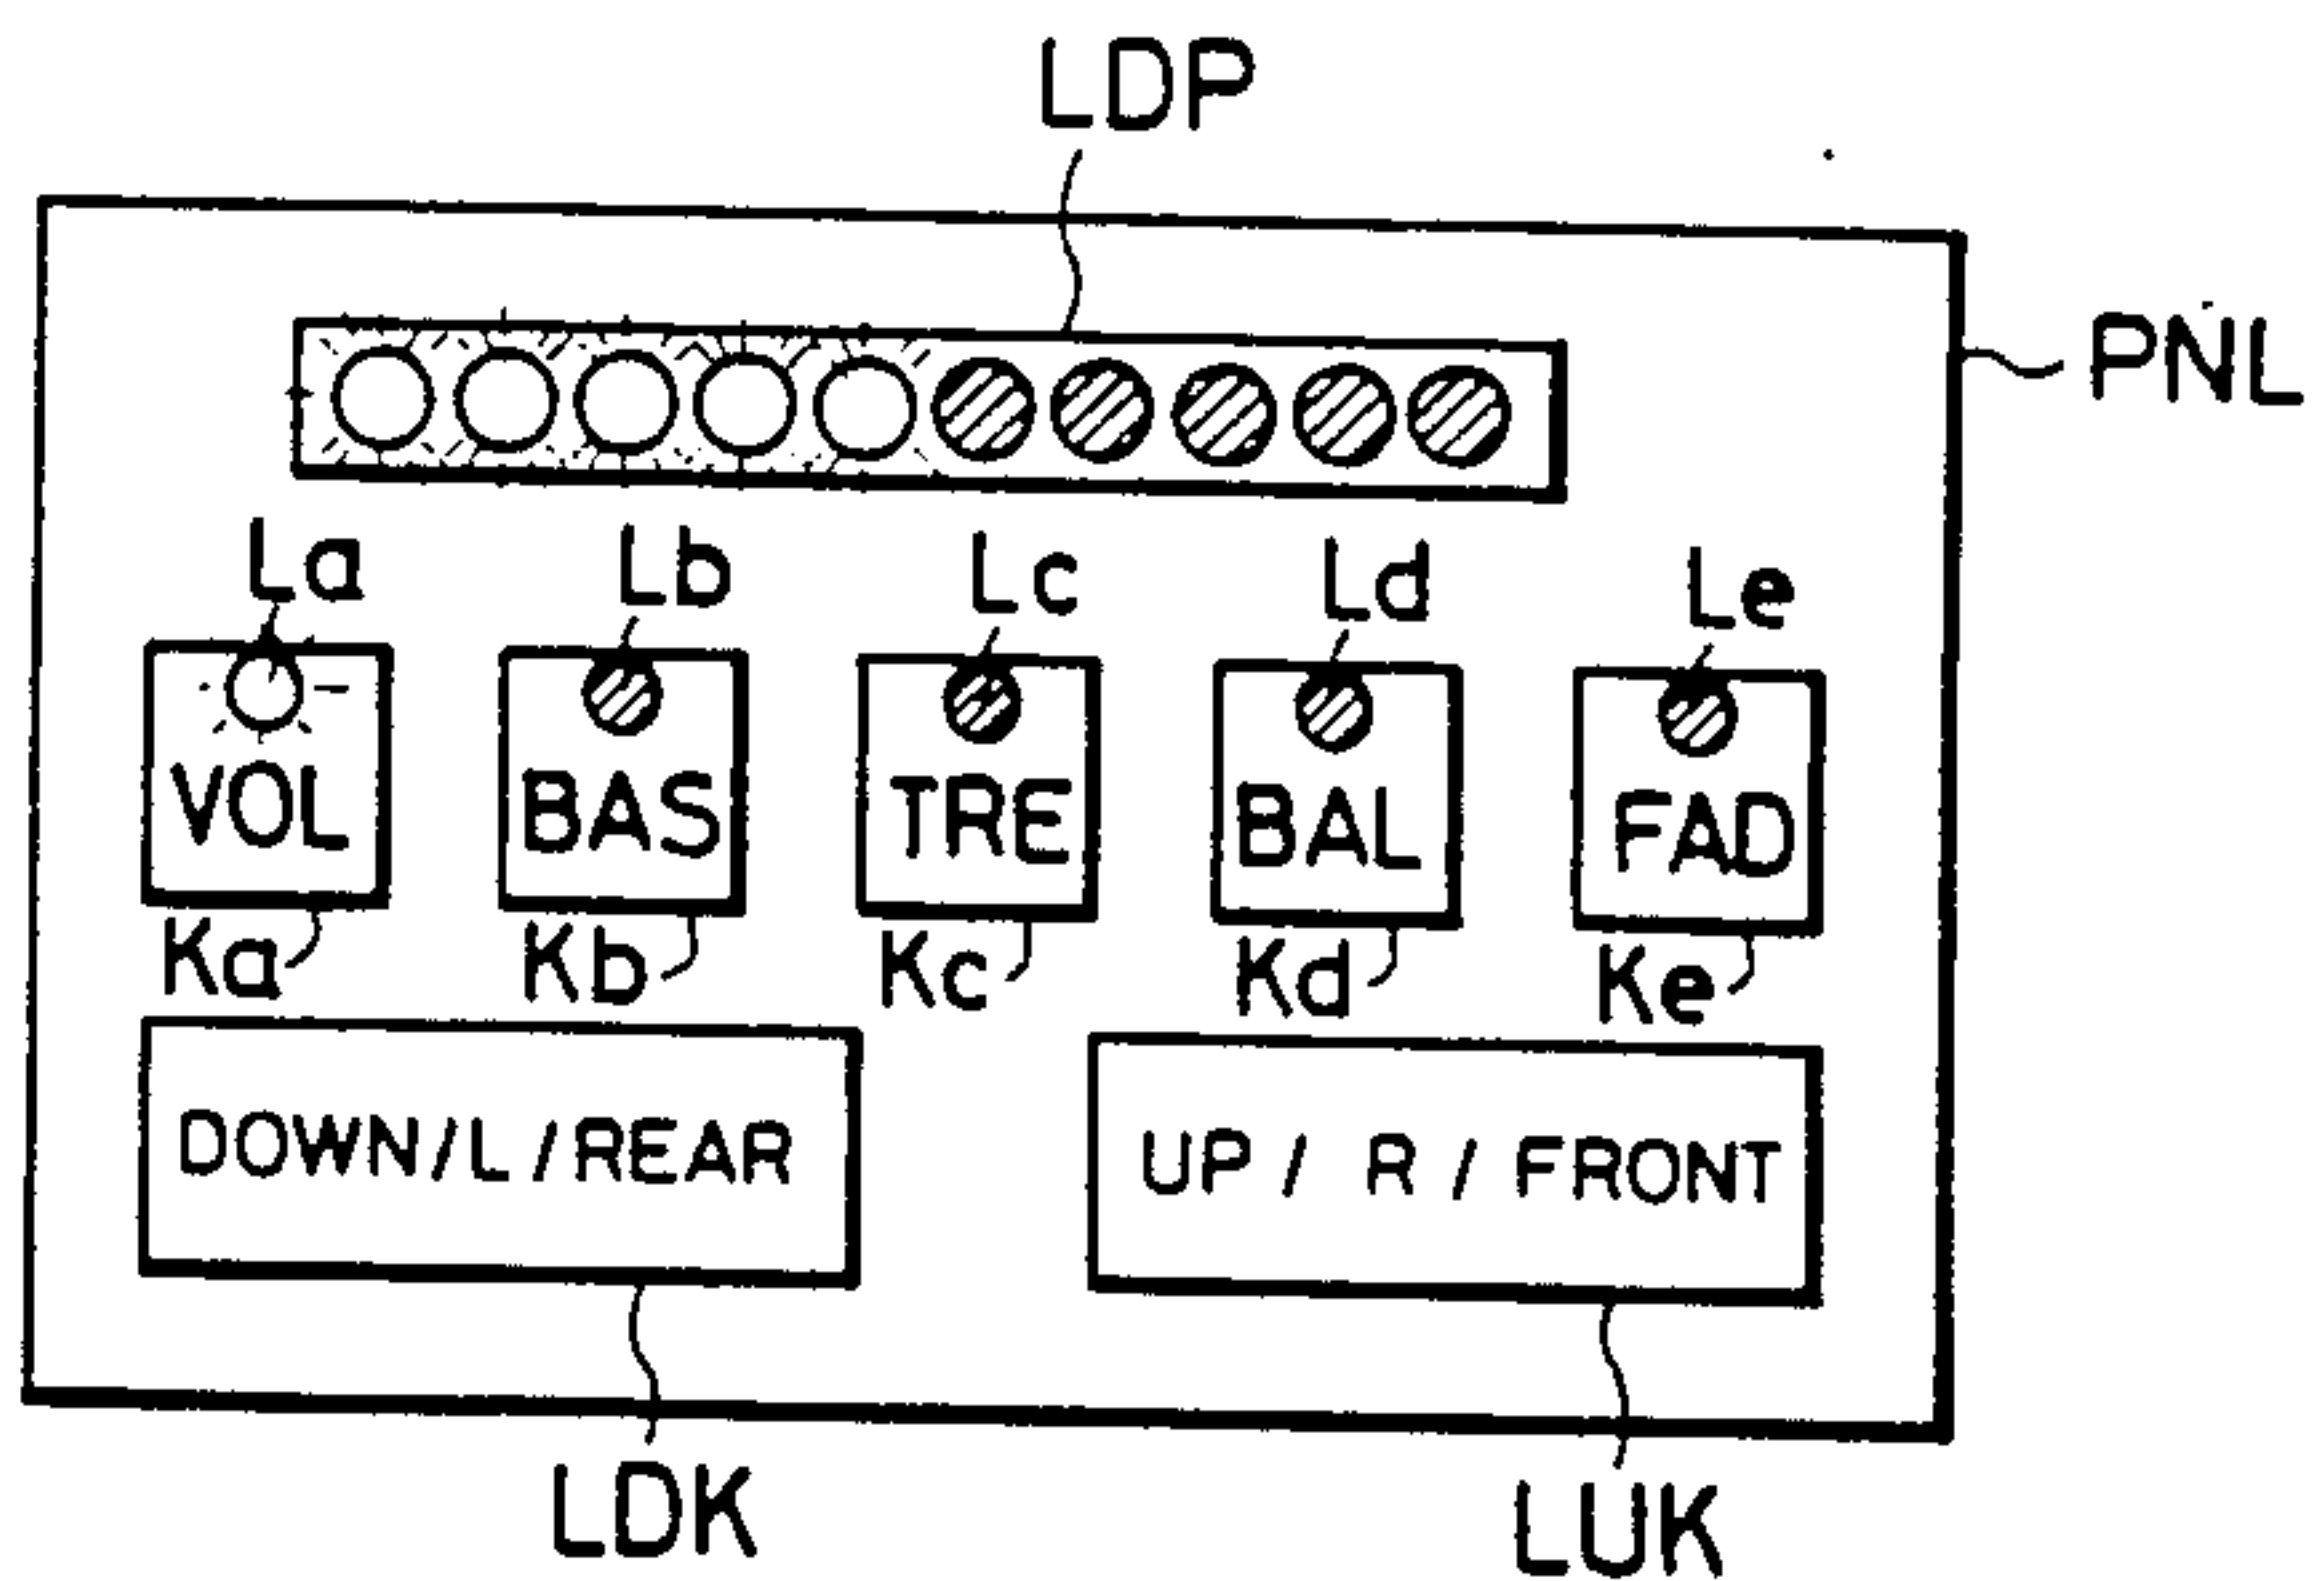 LDP
PNL
La Lb Lc Ld Le
VOL BAS TRE BAL FAD
Ka Kb Kc Kd Ke
DOWN/L/REAR UP / R / FRONT
LDK LUK